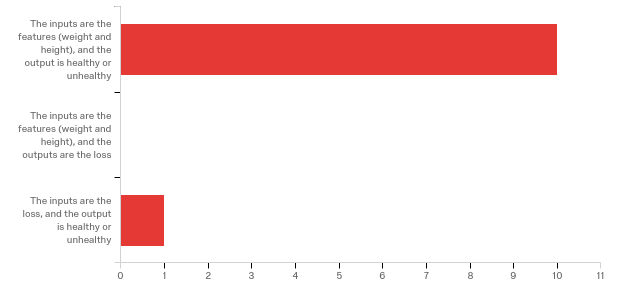 The inputs are the
features (weight and
height), and the
output is healthy or
unhealthy
The inputs are the
features (weight and
height), and the
outputs are the loss
The inputs are the
loss, and the output
is healthy or
unhealthy
0 1 2 3 4 5 6 7 8 9 10 11